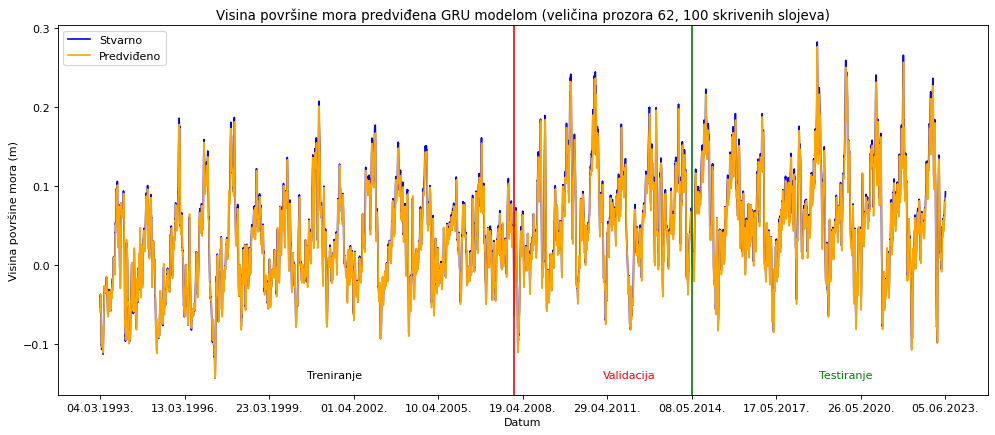 Visina površine mora predviđena GRU modelom (veličina prozora 62, 100 skrivenih slojeva)
Stvarno
Predviđeno
Visina površine mora (m)
0.3
0.2
0.1
0.0
−0.1
Treniranje
Validacija
Testiranje
04.03.1993.
13.03.1996.
23.03.1999.
01.04.2002.
10.04.2005.
19.04.2008.
29.04.2011.
08.05.2014.
17.05.2017.
26.05.2020.
05.06.2023.
Datum